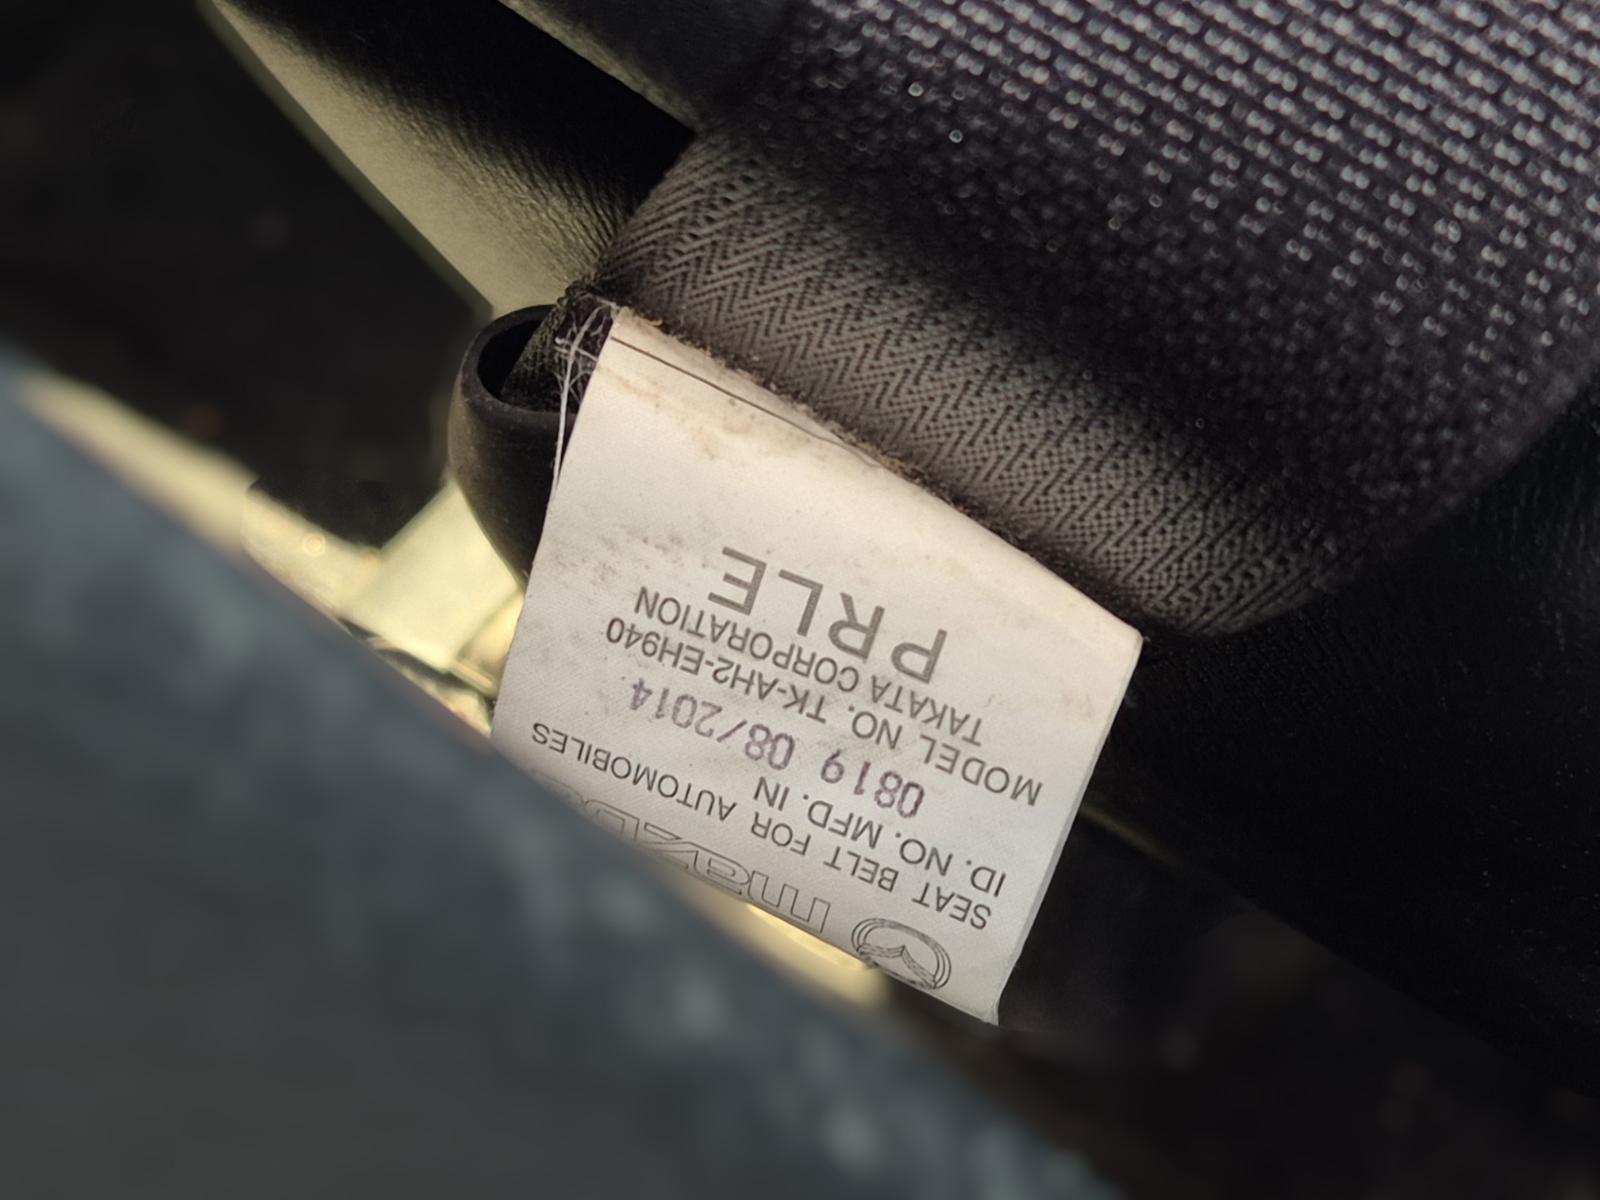 mazDa
SEAT BELT FOR AUTOMOBILES
ID. NO. MFD. IN
0819 08/2014
MODEL NO. TK-AH2-EH940
TAKATA CORPORATION
PRLE